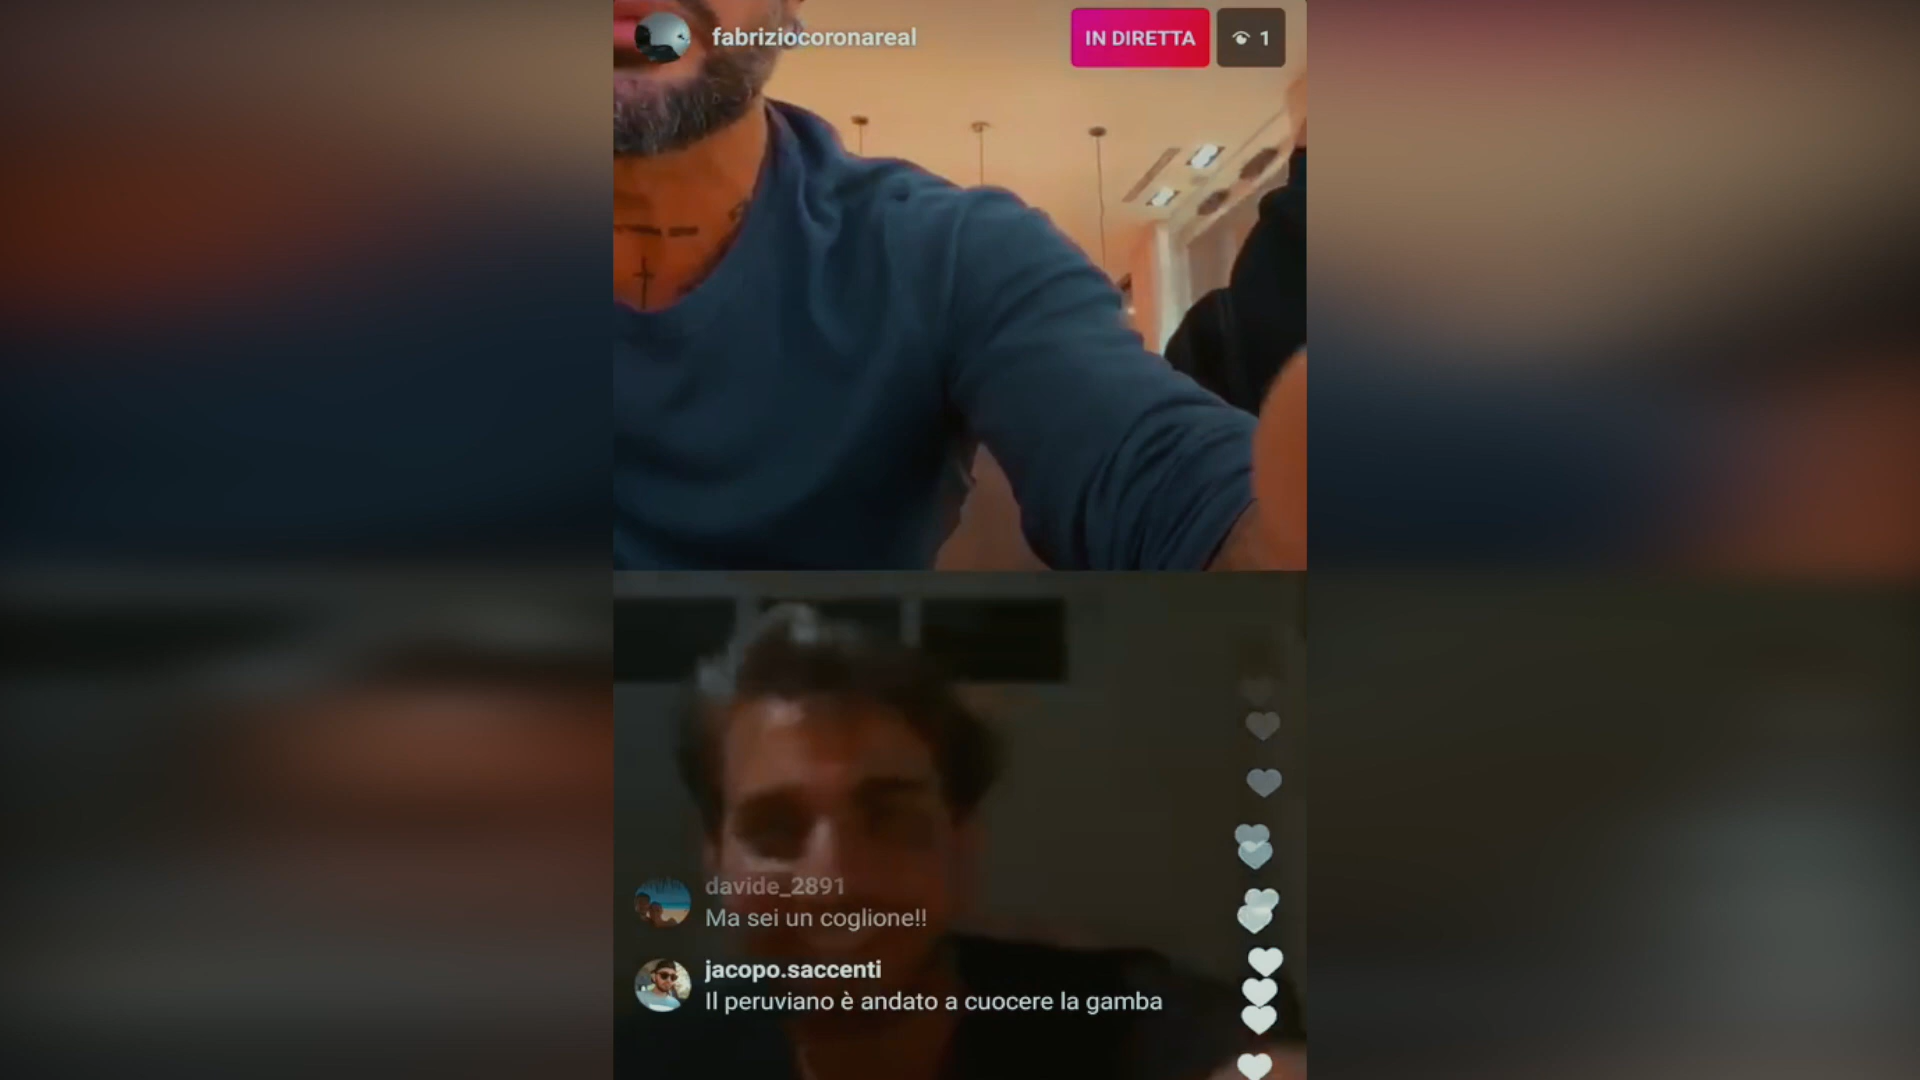 fabriziocoronareal
IN DIRETTA
1
davide_2891
Ma sei un coglione!!
jacopo.saccenti
Il peruviano è andato a cuocere la gamba